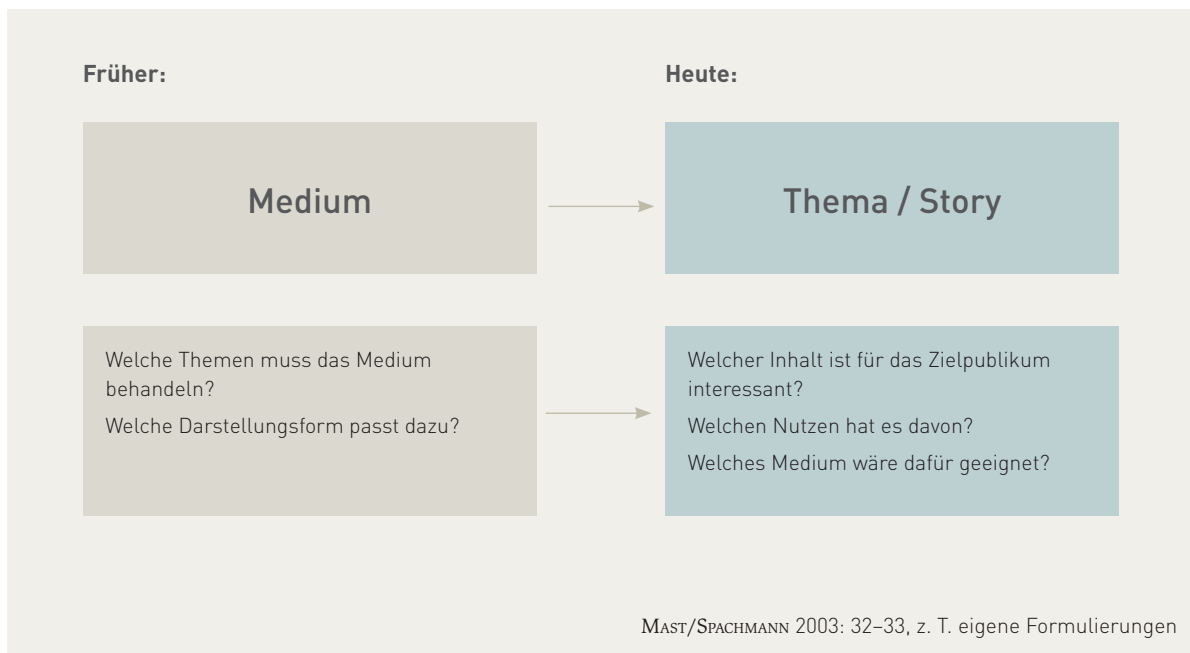 Früher:
Heute:
Medium
Thema / Story
Welche Themen muss das Medium
behandeln?
Welche Darstellungsform passt dazu?
Welcher Inhalt ist für das Zielpublikum
interessant?
Welchen Nutzen hat es davon?
Welches Medium wäre dafür geeignet?
MAST/SPACHMANN 2003: 32–33, z. T. eigene Formulierungen